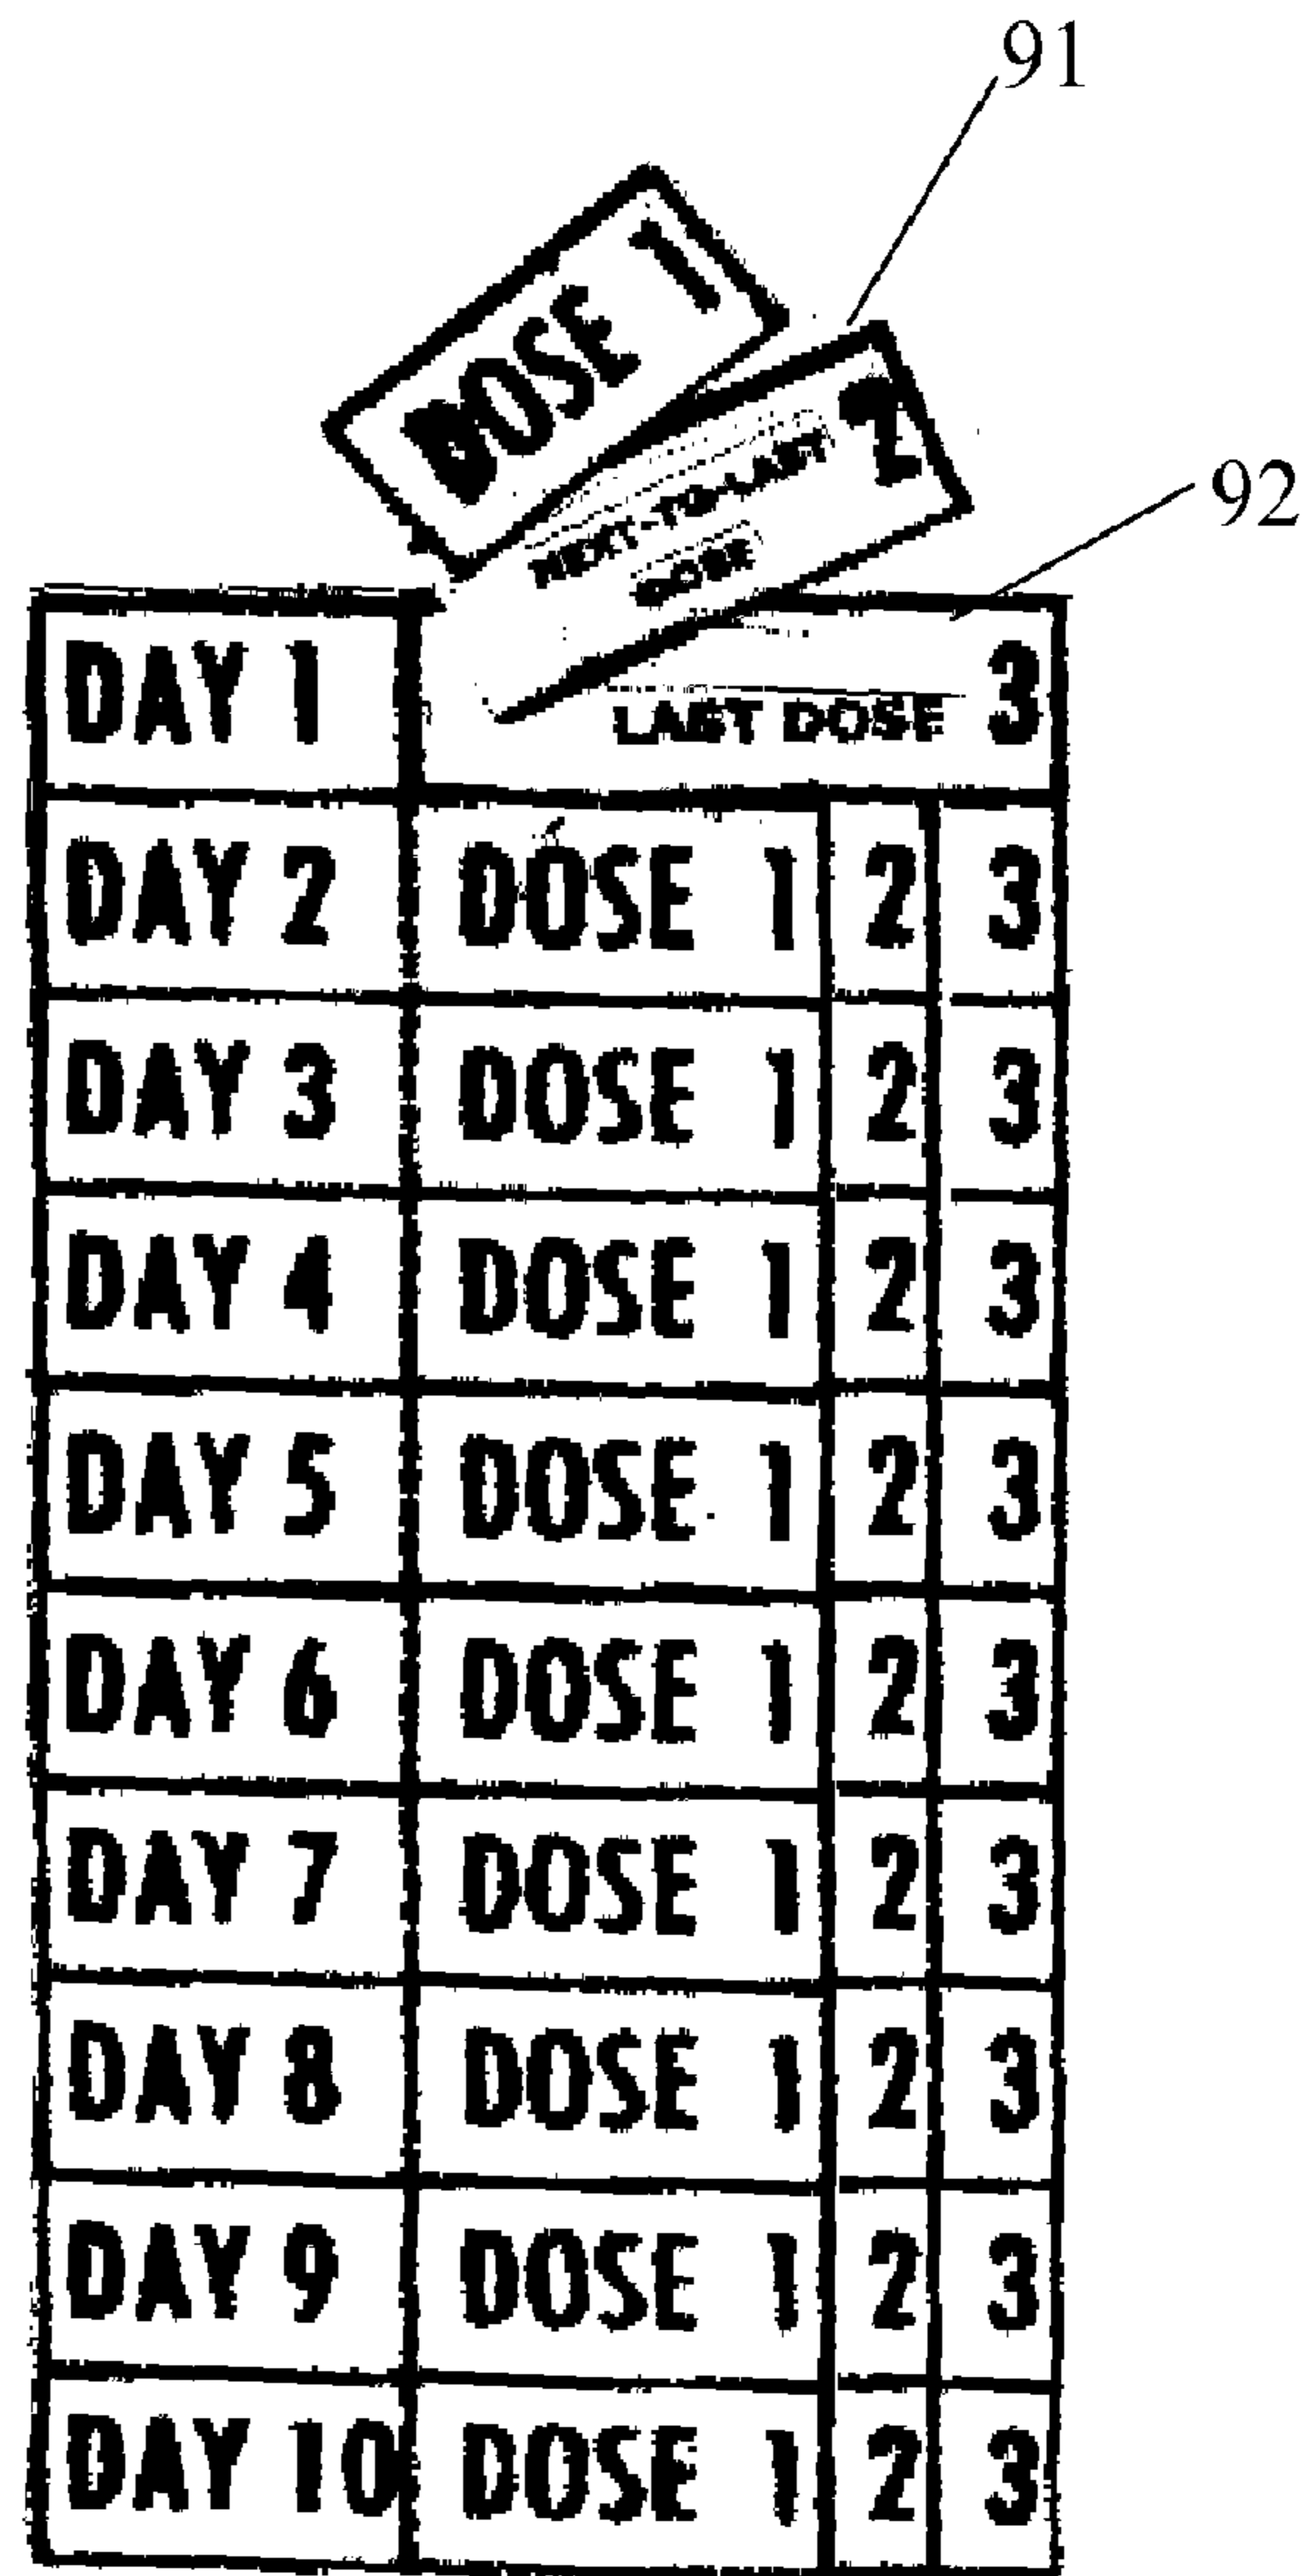 91
DOSE 1
2
NEXT-TO-LAST
DOSE
92
DAY 1 LAST DOSE 3
DAY 2 DOSE 1 2 3
DAY 3 DOSE 1 2 3
DAY 4 DOSE 1 2 3
DAY 5 DOSE 1 2 3
DAY 6 DOSE 1 2 3
DAY 7 DOSE 1 2 3
DAY 8 DOSE 1 2 3
DAY 9 DOSE 1 2 3
DAY 10 DOSE 1 2 3